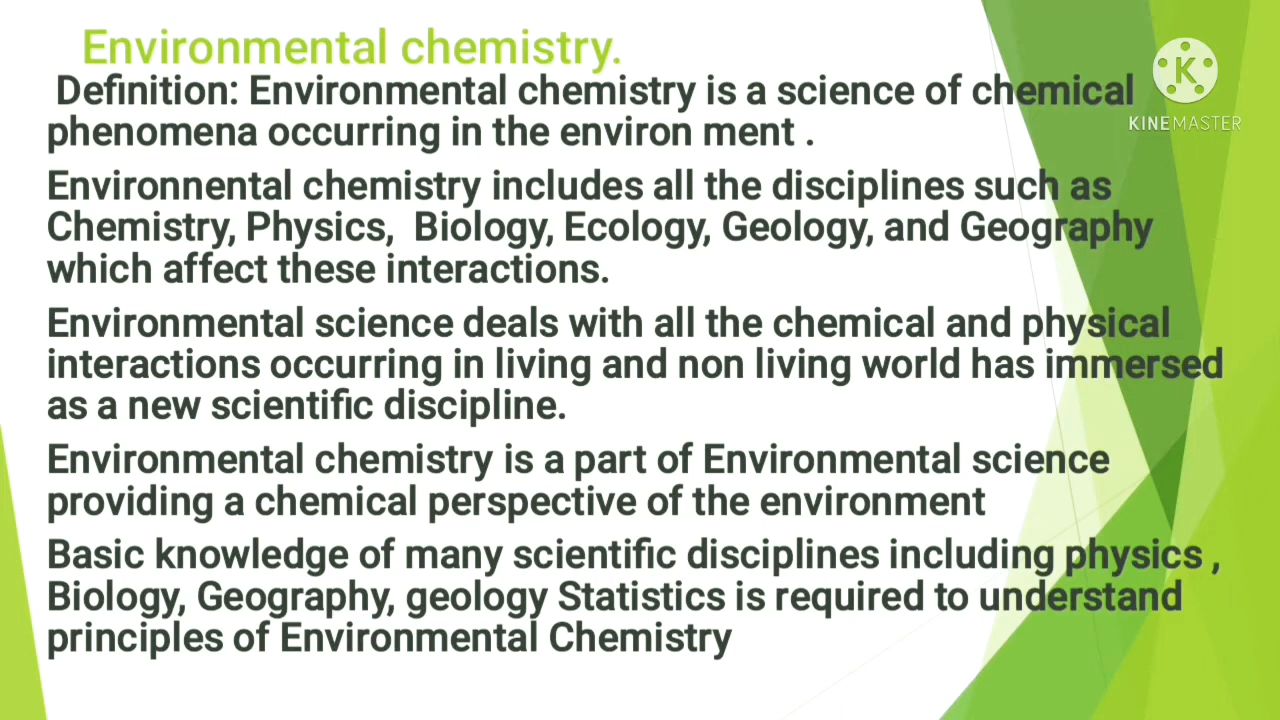 Environmental chemistry.
Definition: Environmental chemistry is a science of chemical
phenomena occurring in the environ ment .
Environnental chemistry includes all the disciplines such as
Chemistry, Physics,  Biology, Ecology, Geology, and Geography
which affect these interactions.
Environmental science deals with all the chemical and physical
interactions occurring in living and non living world has immersed
as a new scientific discipline.
Environmental chemistry is a part of Environmental science
providing a chemical perspective of the environment
Basic knowledge of many scientific disciplines including physics ,
Biology, Geography, geology Statistics is required to understand
principles of Environmental Chemistry
K
KINEMASTER